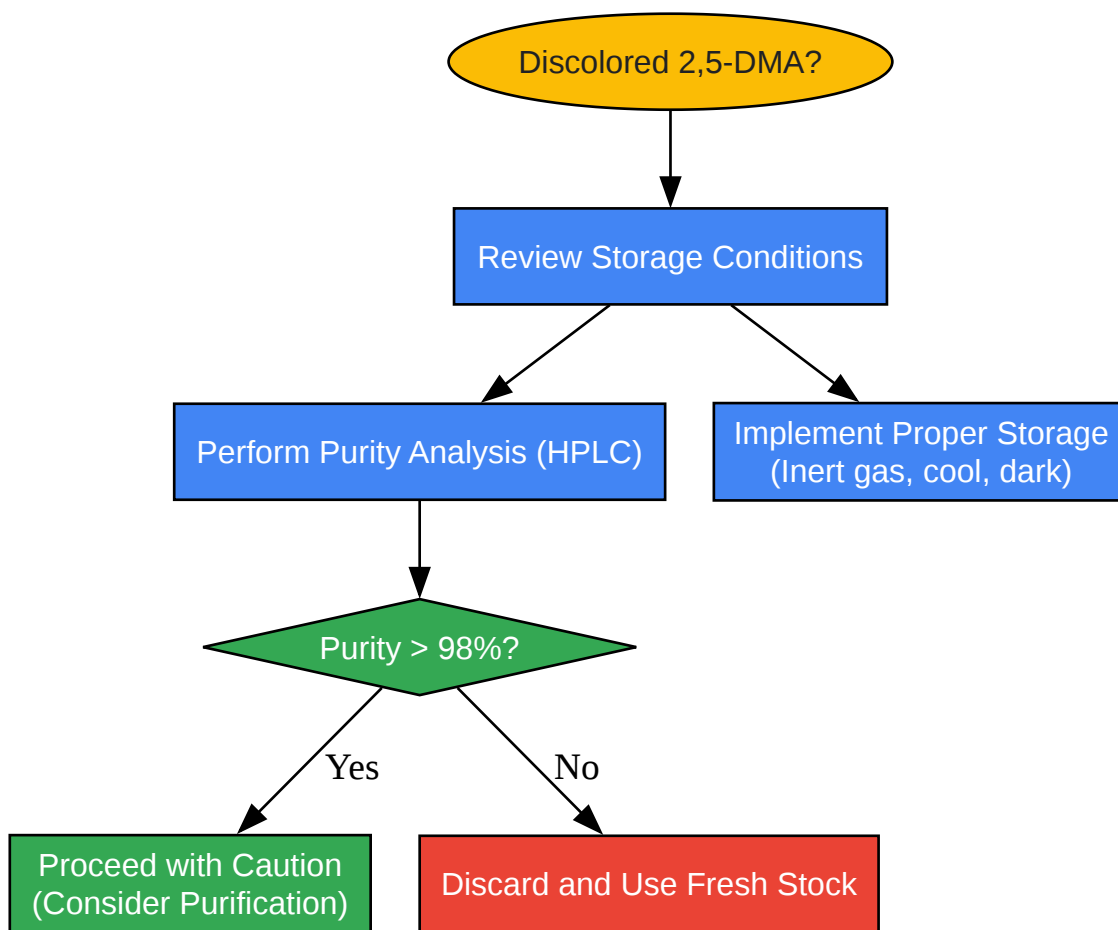 Discolored 2,5-DMA?
Review Storage Conditions
Perform Purity Analysis (HPLC)
Implement Proper Storage
(Inert gas, cool, dark)
Purity > 98%?
Yes
No
Proceed with Caution
(Consider Purification)
Discard and Use Fresh Stock